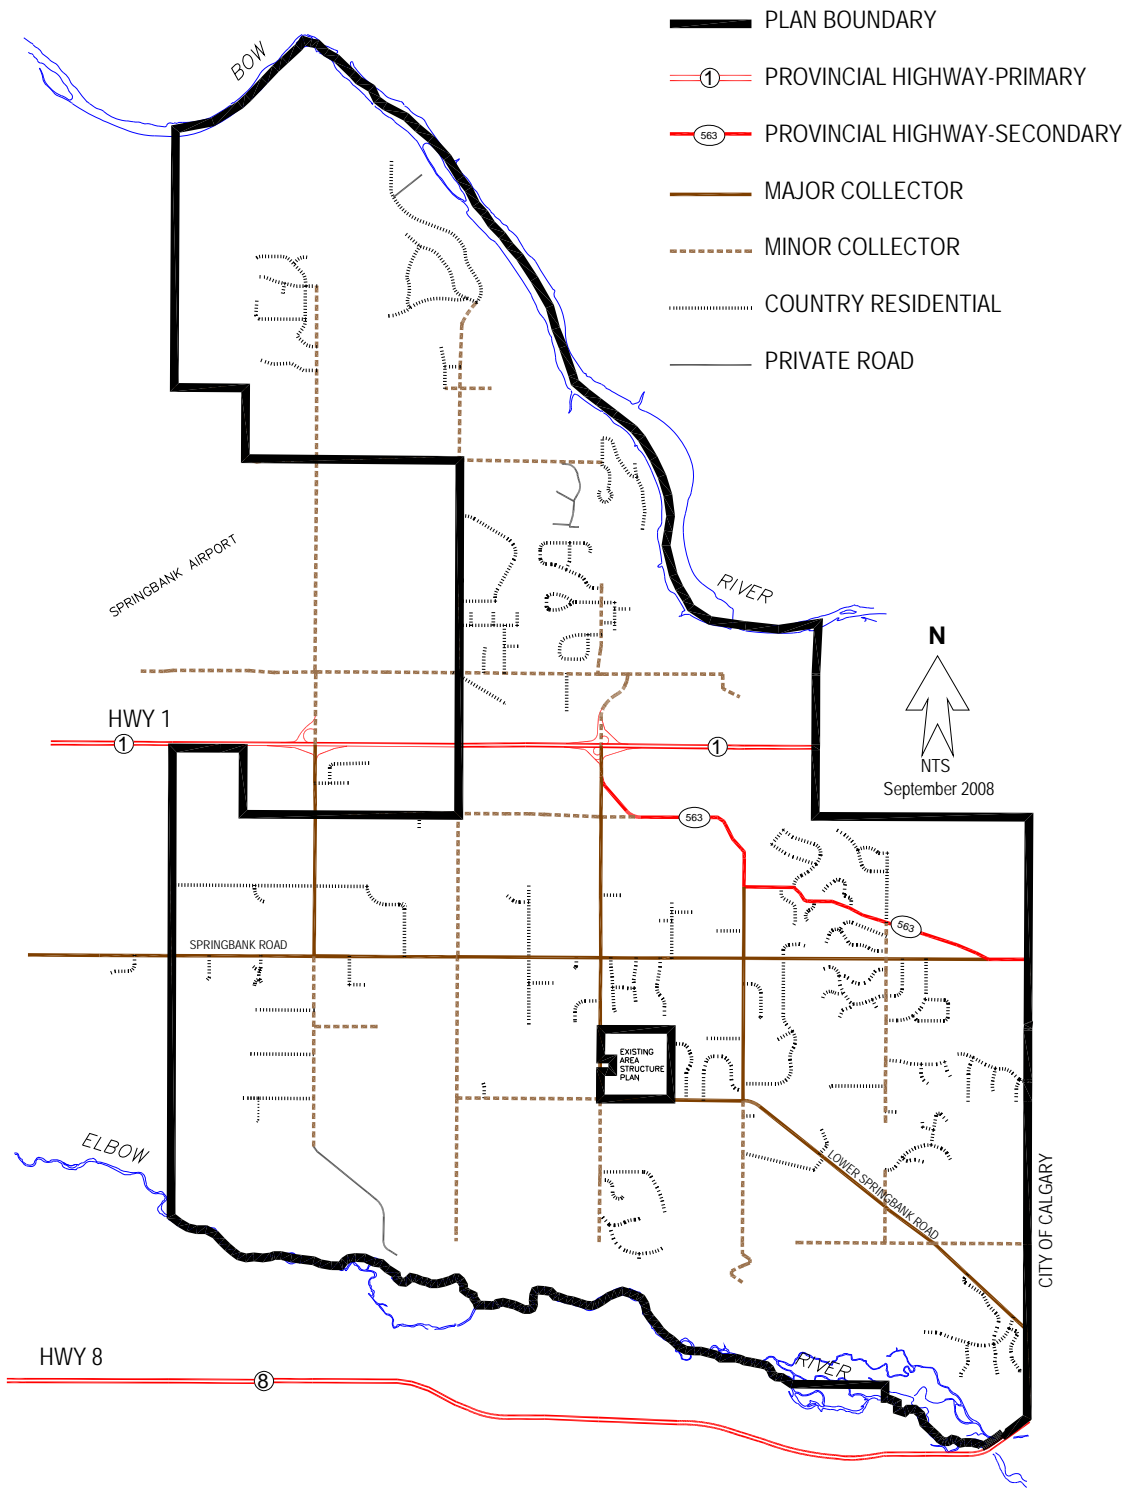 PLAN BOUNDARY
1 PROVINCIAL HIGHWAY-PRIMARY
563 PROVINCIAL HIGHWAY-SECONDARY
MAJOR COLLECTOR
MINOR COLLECTOR
COUNTRY RESIDENTIAL
PRIVATE ROAD
BOW
SPRINGBANK AIRPORT
RIVER
N
NTS
September 2008
HWY 1
1
1
563
563
SPRINGBANK ROAD
EXISTING
AREA
STRUCTURE
PLAN
ELBOW
LOWER SPRINGBANK ROAD
CITY OF CALGARY
RIVER
HWY 8
8